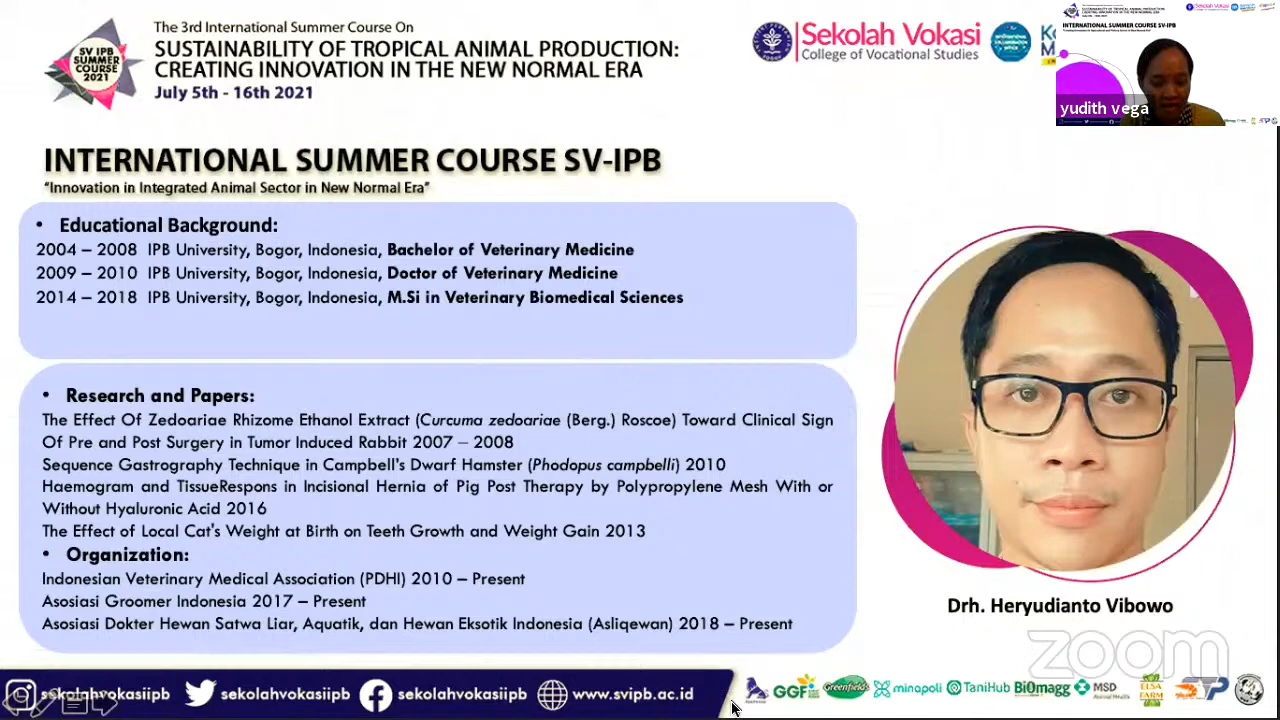 The 3rd International Summer Course On
SUSTAINABILITY OF TROPICAL ANIMAL PRODUCTION:
CREATING INNOVATION IN THE NEW NORMAL ERA
July 5th - 16th 2021
SV IPB
SUMMER
COURSE
2021
Sekolah Vokasi
College of Vocational Studies
INTERNATIONAL SUMMER COURSE SV-IPB
yudith vega
INTERNATIONAL SUMMER COURSE SV-IPB
“Innovation in Integrated Animal Sector in New Normal Era”
• Educational Background:
2004 – 2008 IPB University, Bogor, Indonesia, Bachelor of Veterinary Medicine
2009 – 2010 IPB University, Bogor, Indonesia, Doctor of Veterinary Medicine
2014 – 2018 IPB University, Bogor, Indonesia, M.Si in Veterinary Biomedical Sciences
• Research and Papers:
The Effect Of Zedoariae Rhizome Ethanol Extract (Curcuma zedoariae (Berg.) Roscoe) Toward Clinical Sign
Of Pre and Post Surgery in Tumor Induced Rabbit 2007 – 2008
Sequence Gastrography Technique in Campbell's Dwarf Hamster (Phodopus campbelli) 2010
Haemogram and TissueRespons in Incisional Hernia of Pig Post Therapy by Polypropylene Mesh With or
Without Hyaluronic Acid 2016
The Effect of Local Cat's Weight at Birth on Teeth Growth and Weight Gain 2013
• Organization:
Indonesian Veterinary Medical Association (PDHI) 2010 – Present
Asosiasi Groomer Indonesia 2017 – Present
Asosiasi Dokter Hewan Satwa Liar, Aquatik, dan Hewan Eksotik Indonesia (Asliqewan) 2018 – Present
Drh. Heryudianto Vibowo
zoom
sekolahvokasiipb
sekolahvokasiipb
sekolahvokasiipb
www.svipb.ac.id
GGF
Greenfields
minapoli
TaniHub
BiOmagg
MSD
Animal Health
ELSA
FARM